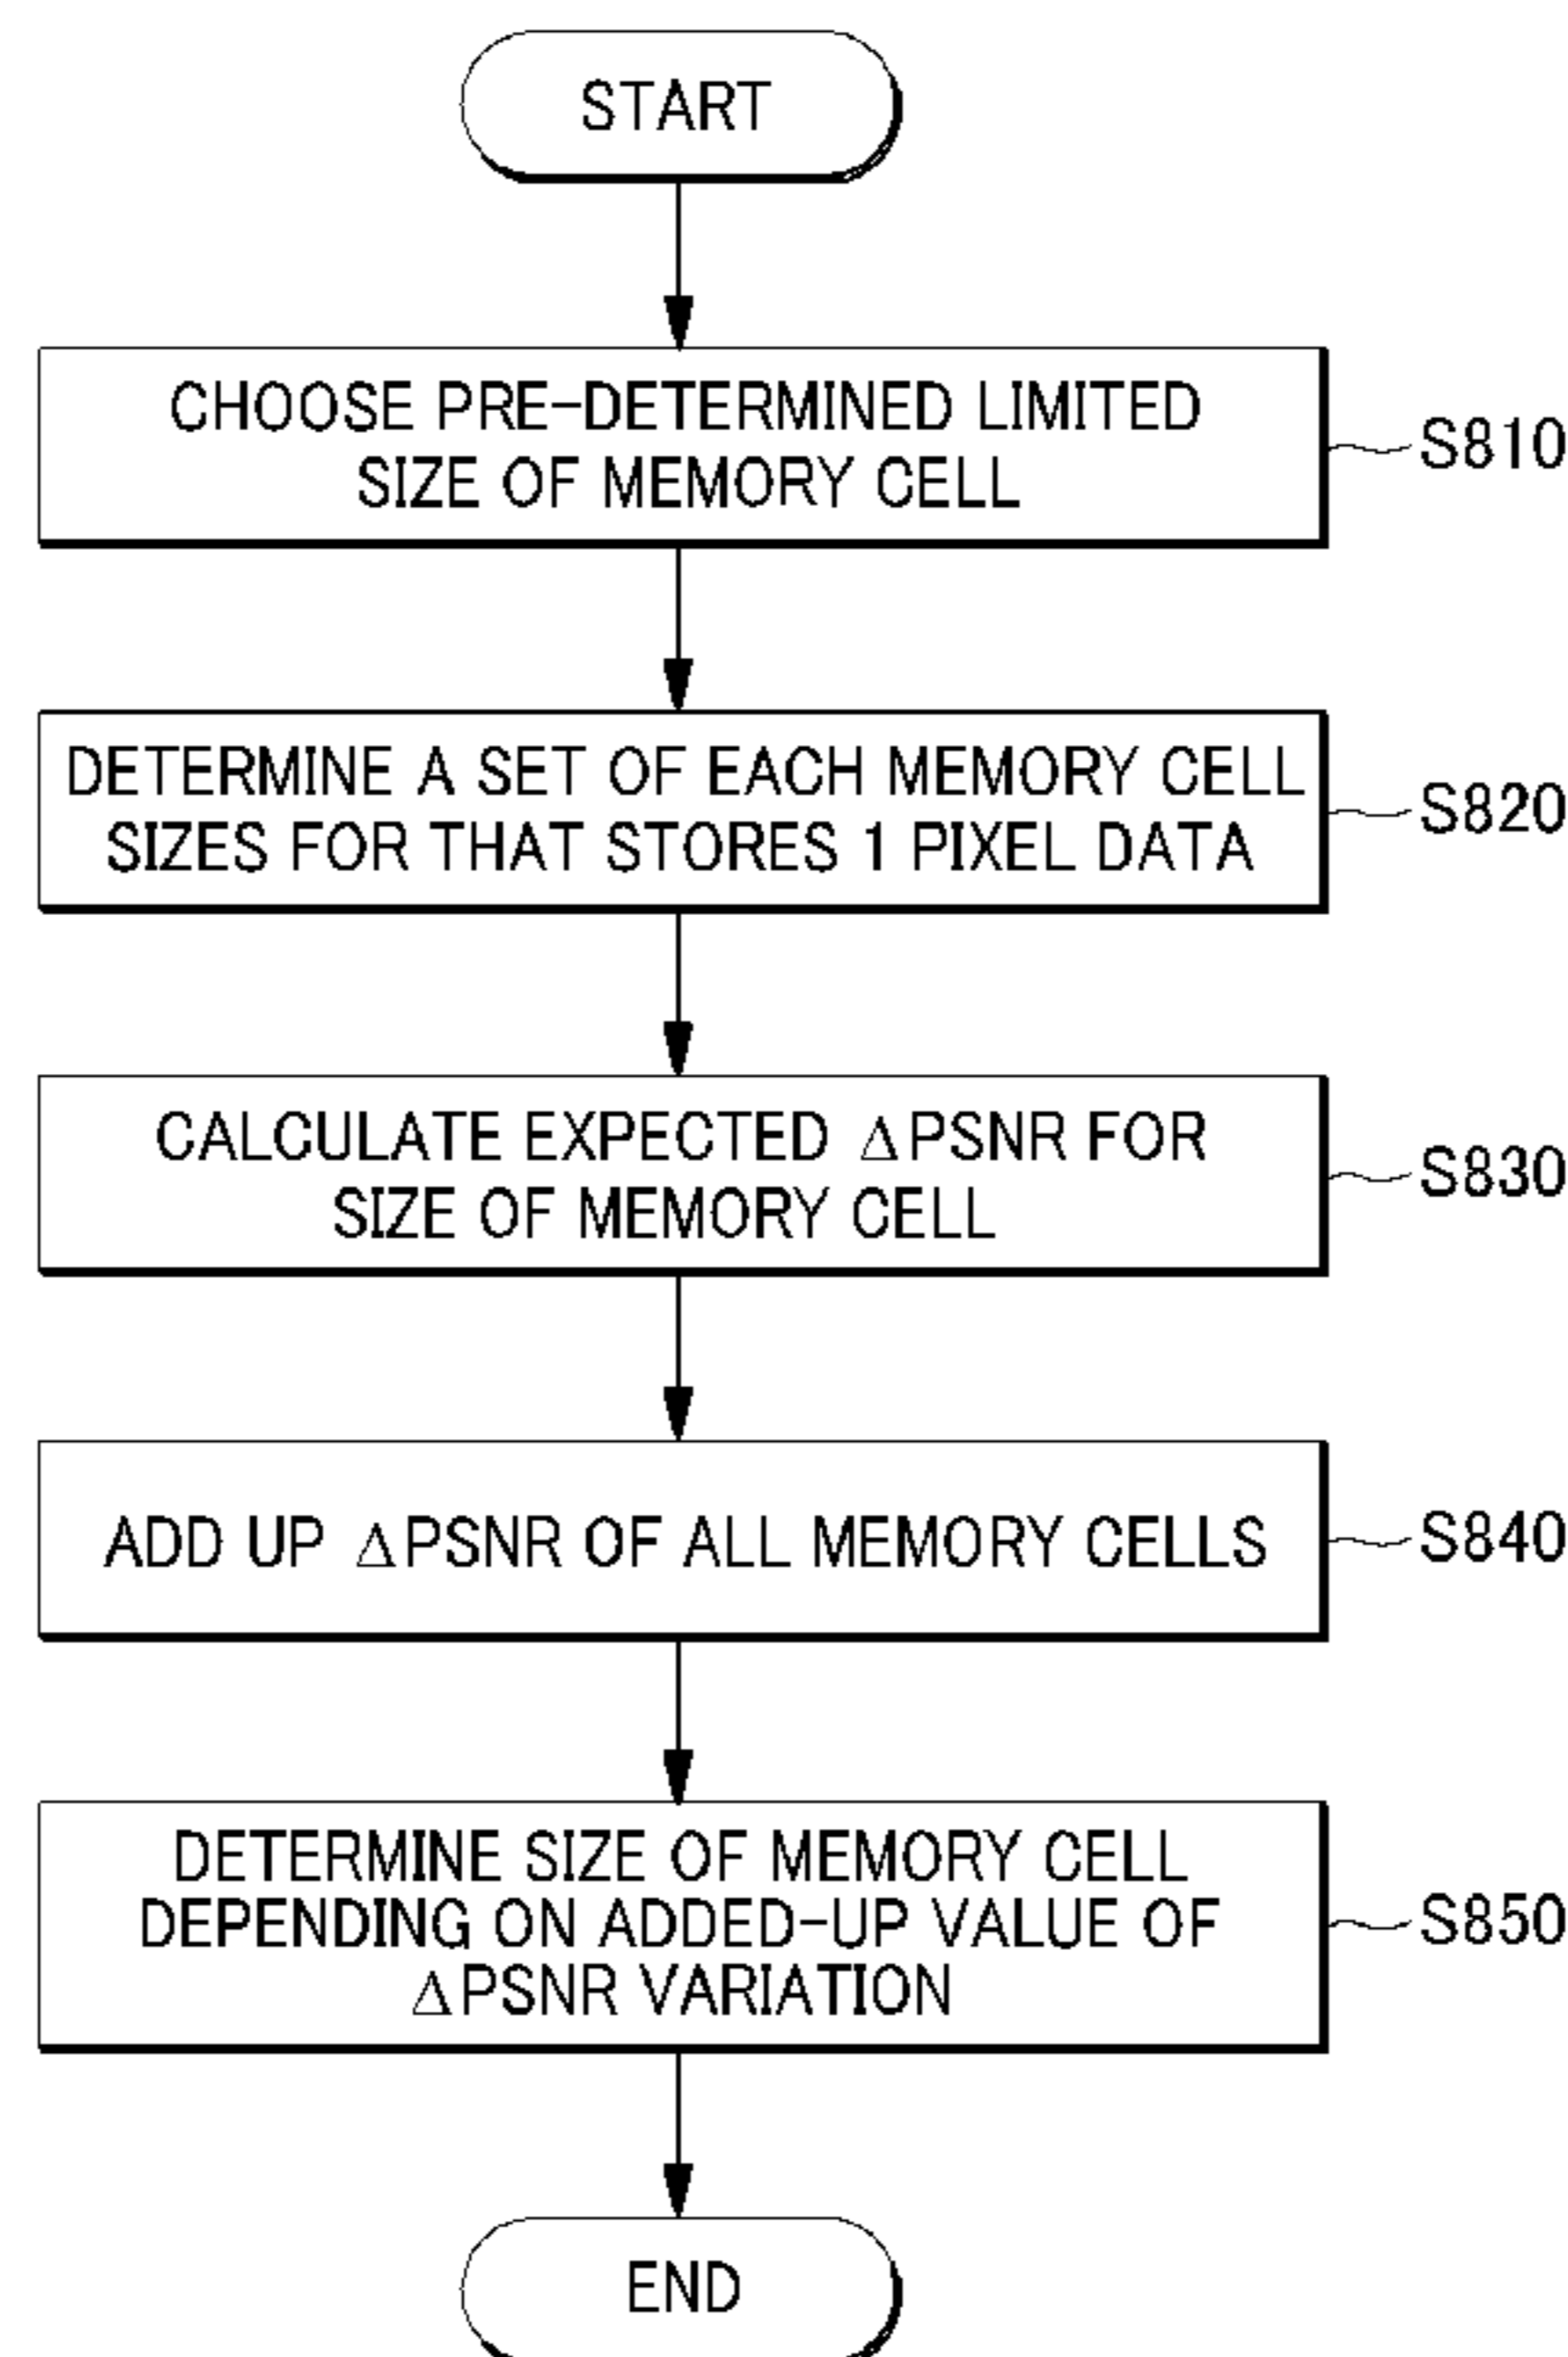 START
CHOOSE PRE-DETERMINED LIMITED
SIZE OF MEMORY CELL
S810
DETERMINE A SET OF EACH MEMORY CELL
SIZES FOR THAT STORES 1 PIXEL DATA
S820
CALCULATE EXPECTED ΔPSNR FOR
SIZE OF MEMORY CELL
S830
ADD UP ΔPSNR OF ALL MEMORY CELLS
S840
DETERMINE SIZE OF MEMORY CELL
DEPENDING ON ADDED-UP VALUE OF
ΔPSNR VARIATION
S850
END